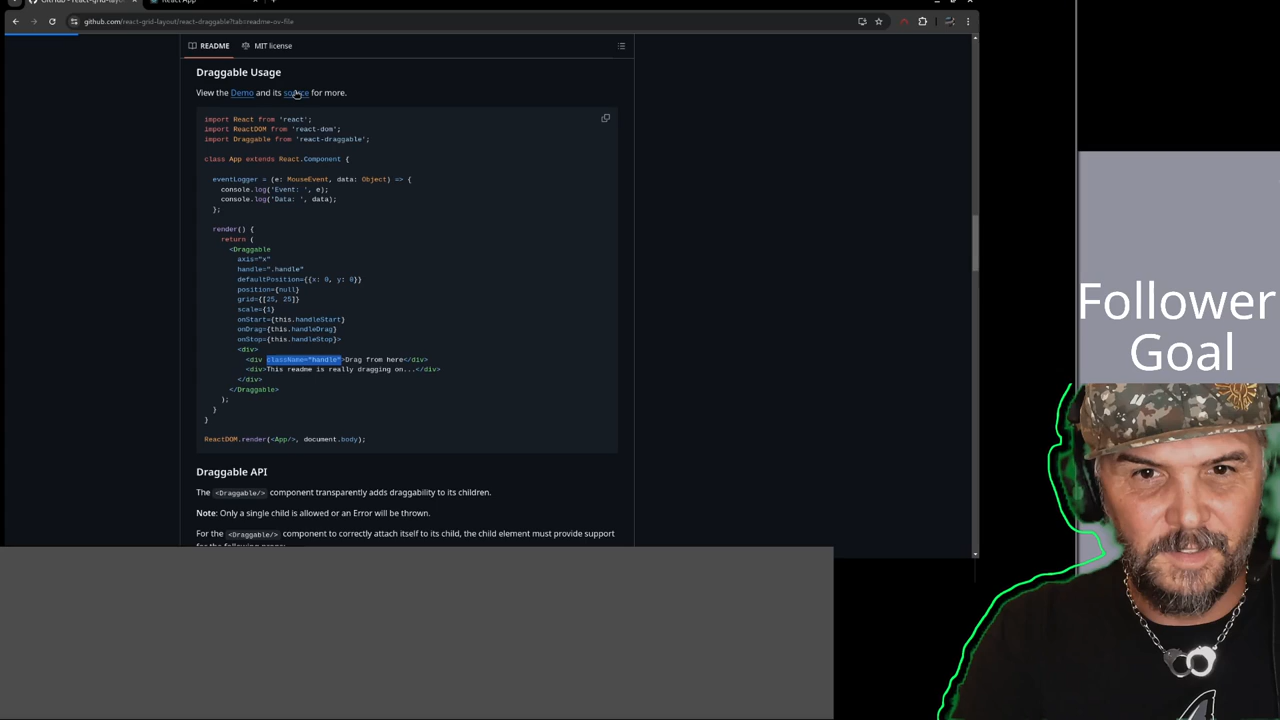 React App
github.com/react-grid-layout/react-draggable?tab=readme-ov-file
README
MIT license
Draggable Usage
View the Demo and its source for more.
import React from 'react';
import ReactDOM from 'react-dom';
import Draggable from 'react-draggable';
class App extends React.Component {
eventLogger = (e: MouseEvent, data: Object) => {
console.log('Event: ', e);
console.log('Data: ', data);
};
render() {
return (
<Draggable
axis="x"
handle=".handle"
defaultPosition={{x: 0, y: 0}}
position={null}
grid={[25, 25]}
scale={1}
onStart={this.handleStart}
onDrag={this.handleDrag}
onStop={this.handleStop}>
<div>
<div className="handle">Drag from here</div>
<div>This readme is really dragging on...</div>
</div>
</Draggable>
);
}
}
ReactDOM.render(<App/>, document.body);
Draggable API
The <Draggable/> component transparently adds draggability to its children.
Note: Only a single child is allowed or an Error will be thrown.
For the <Draggable/> component to correctly attach itself to its child, the child element must provide support
Follower
Goal